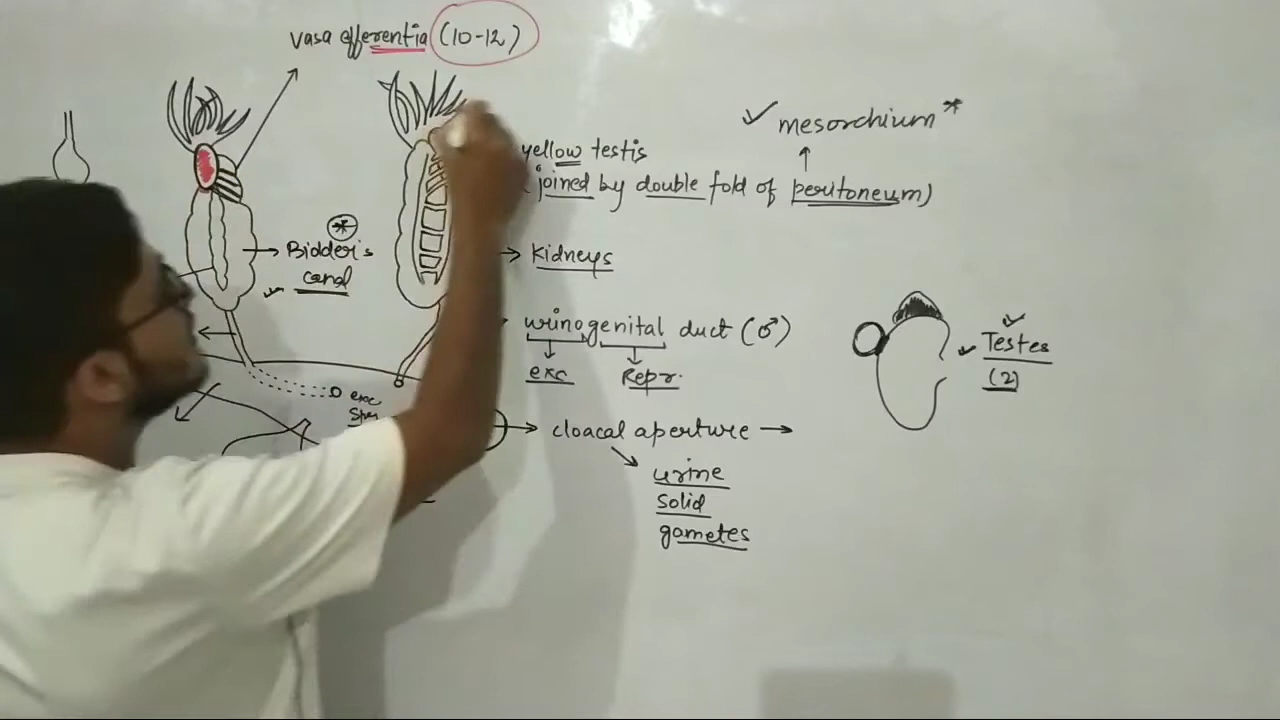 vasa efferentia (10-12)
✓ mesorchium*
yellow testis
(joined by double fold of peritoneum)
Bidder's
canal
kidneys
urinogenital duct (♂)
exc Repr.
Testes
(2)
exc
cloacal aperture
urine
solid
gametes